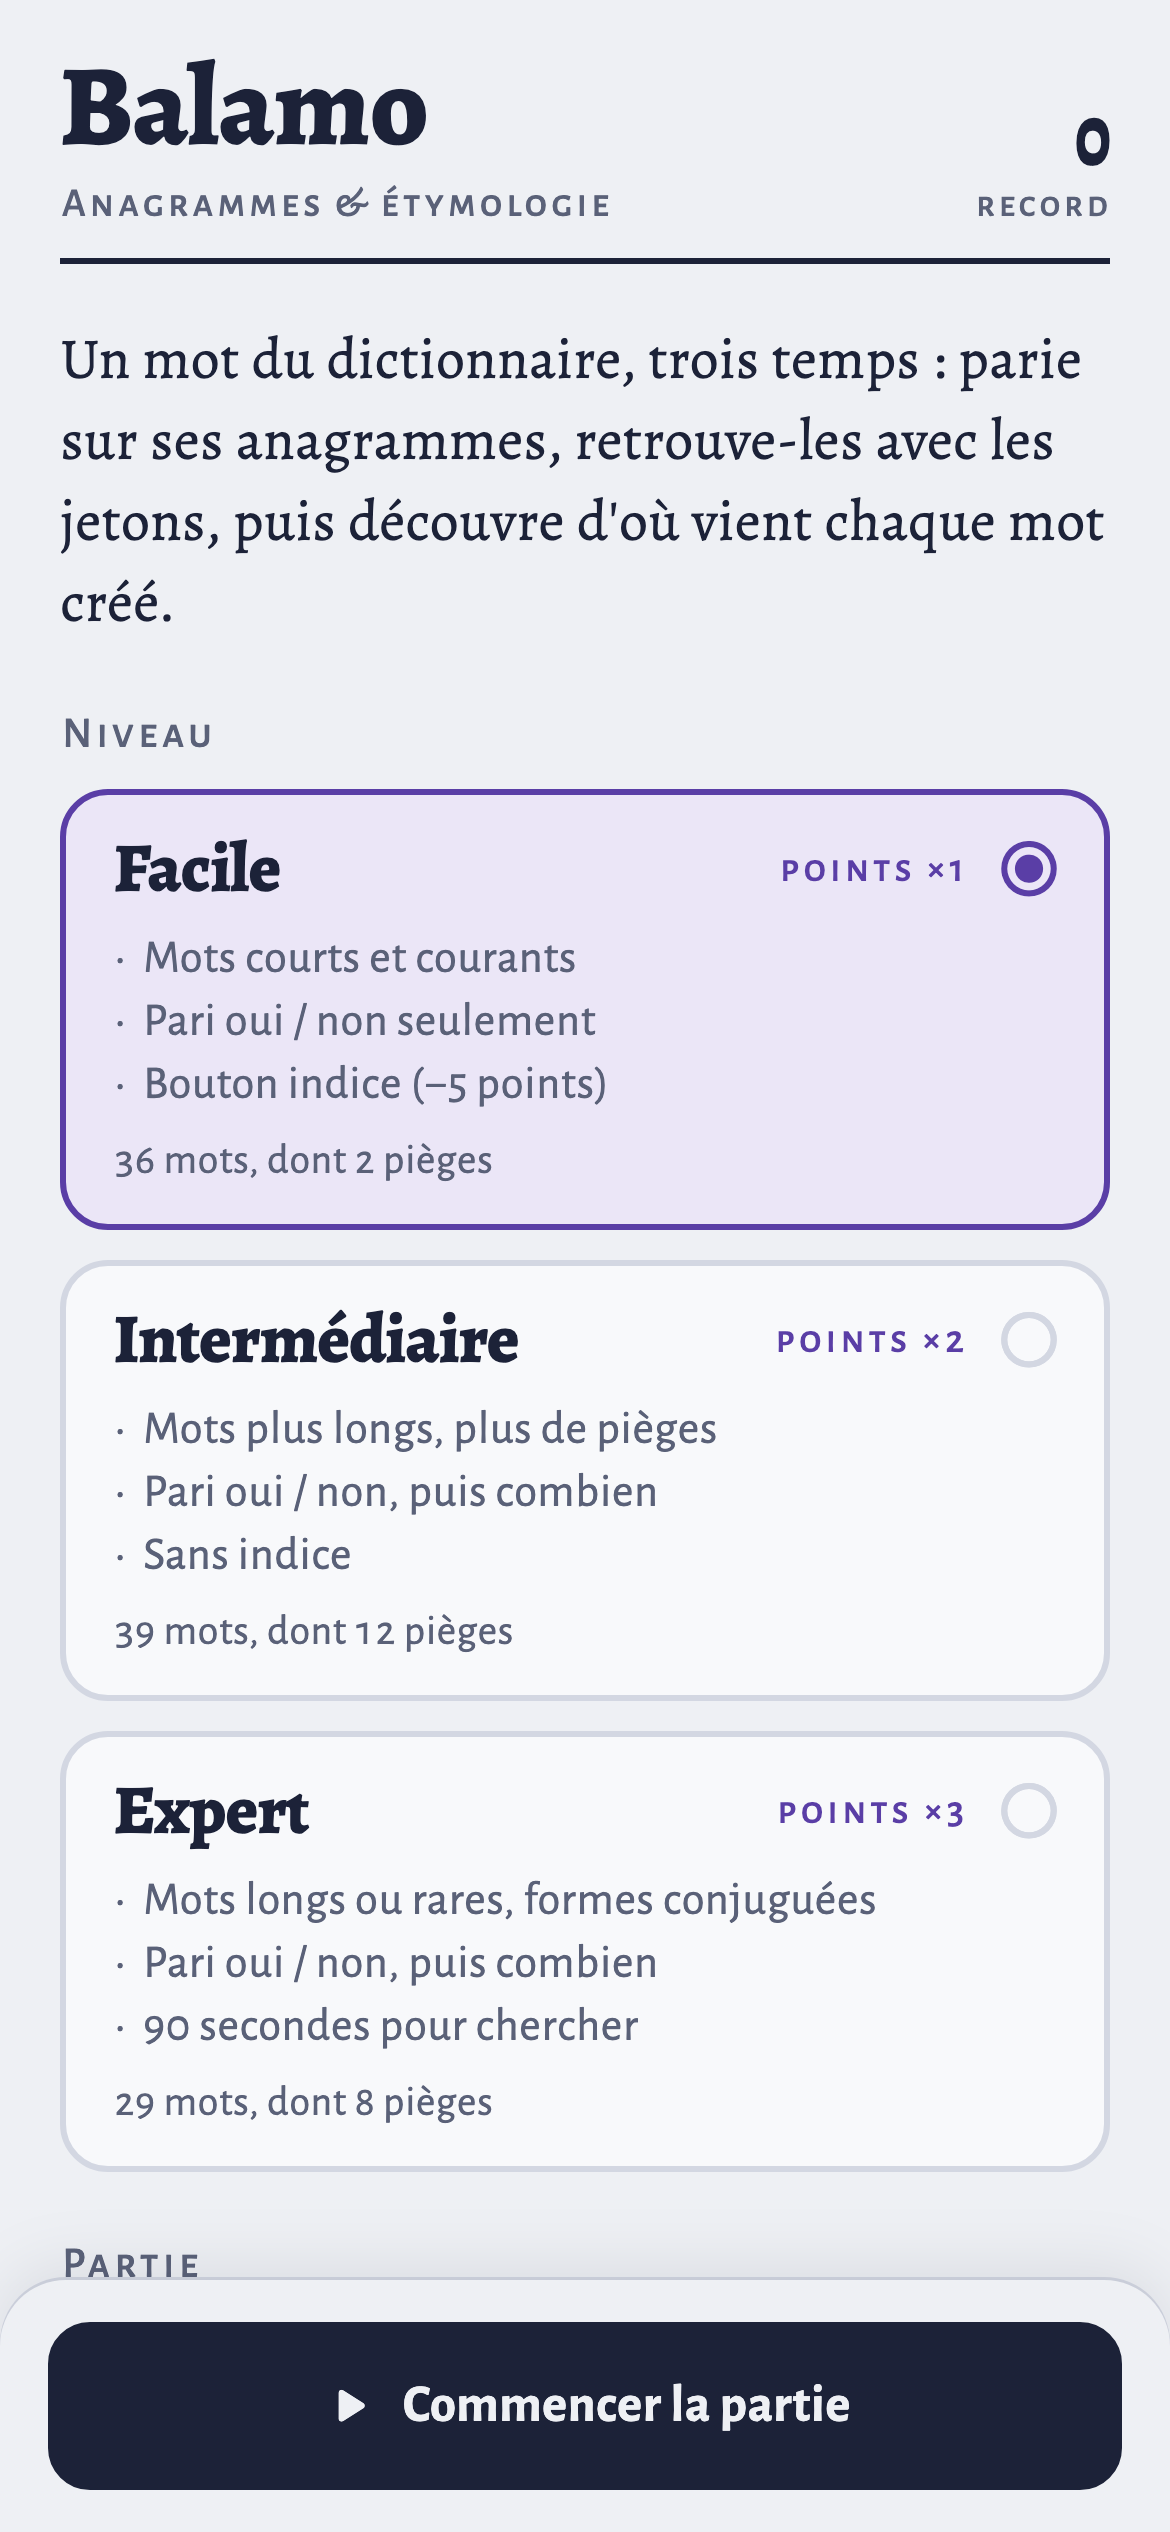 Balamo
0
Anagrammes & étymologie
RECORD
Un mot du dictionnaire, trois temps : parie
sur ses anagrammes, retrouve-les avec les
jetons, puis découvre d'où vient chaque mot
créé.
Niveau
Facile
POINTS ×1
· Mots courts et courants
· Pari oui / non seulement
· Bouton indice (−5 points)
36 mots, dont 2 pièges
Intermédiaire
POINTS ×2
· Mots plus longs, plus de pièges
· Pari oui / non, puis combien
· Sans indice
39 mots, dont 12 pièges
Expert
POINTS ×3
· Mots longs ou rares, formes conjuguées
· Pari oui / non, puis combien
· 90 secondes pour chercher
29 mots, dont 8 pièges
Partie
Commencer la partie